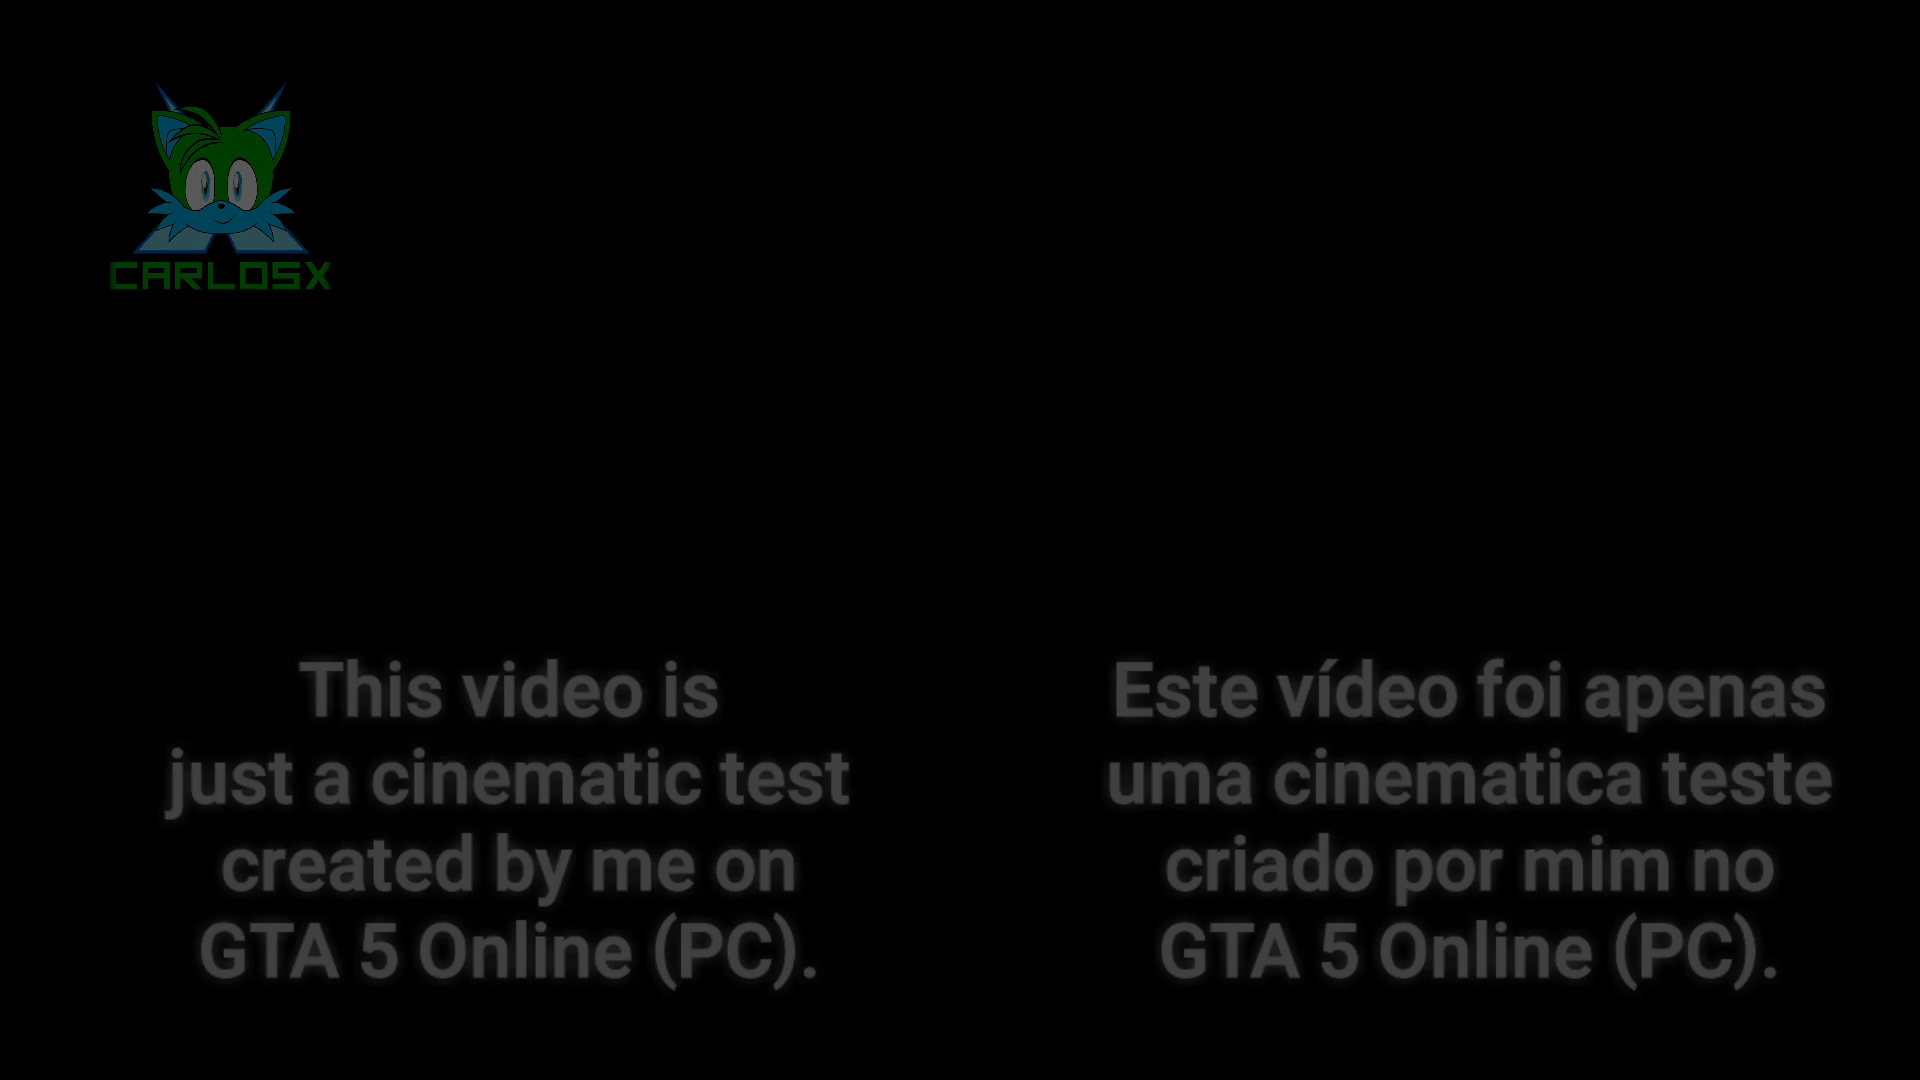 CARLOSX
This video is
just a cinematic test
created by me on
GTA 5 Online (PC).
Este vídeo foi apenas
uma cinematica teste
criado por mim no
GTA 5 Online (PC).